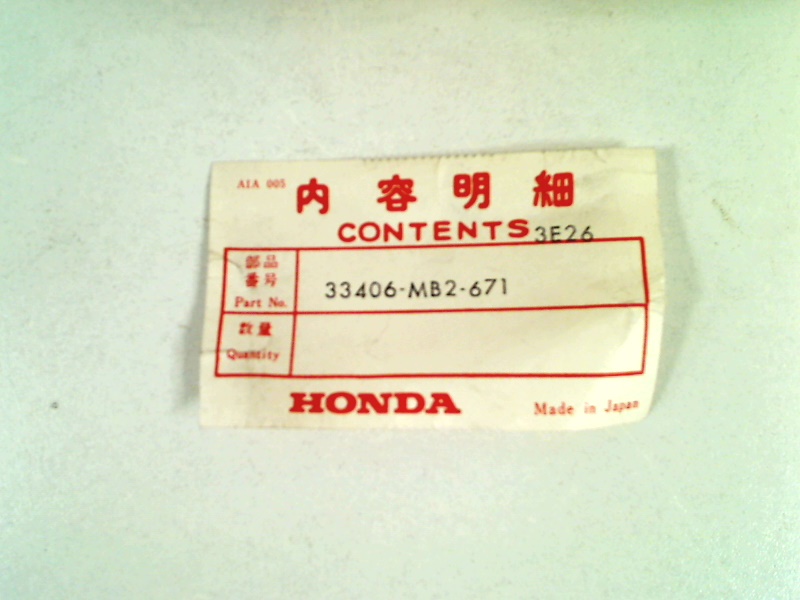 AIA 005
内容明細
CONTENTS 3E26
部品
番号
Part No.
33406-MB2-671
数量
Quantity
HONDA
Made in Japan